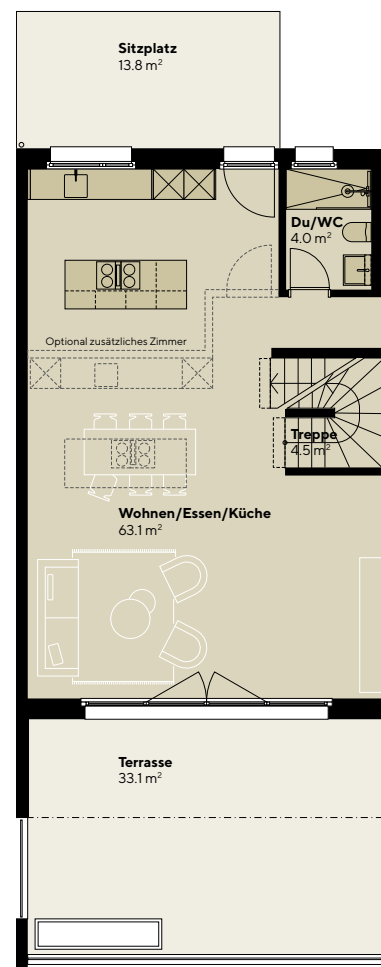 Sitzplatz
13.8 m²
Du/WC
4.0 m²
Optional zusätzliches Zimmer
Treppe
4.5 m²
Wohnen/Essen/Küche
63.1 m²
Terrasse
33.1 m²